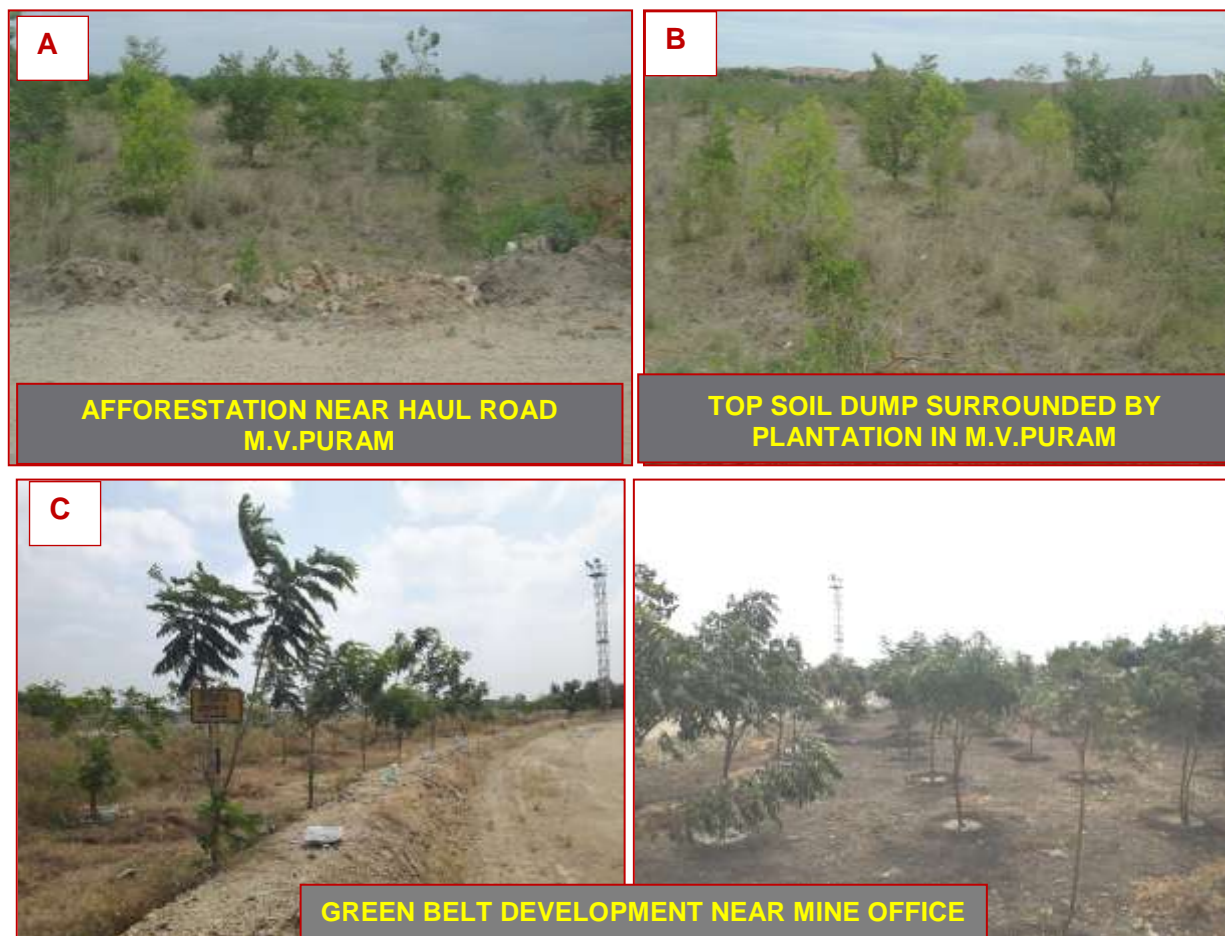 A
B
AFFORESTATION NEAR HAUL ROAD
M.V.PURAM
TOP SOIL DUMP SURROUNDED BY
PLANTATION IN M.V.PURAM
C
GREEN BELT DEVELOPMENT NEAR MINE OFFICE